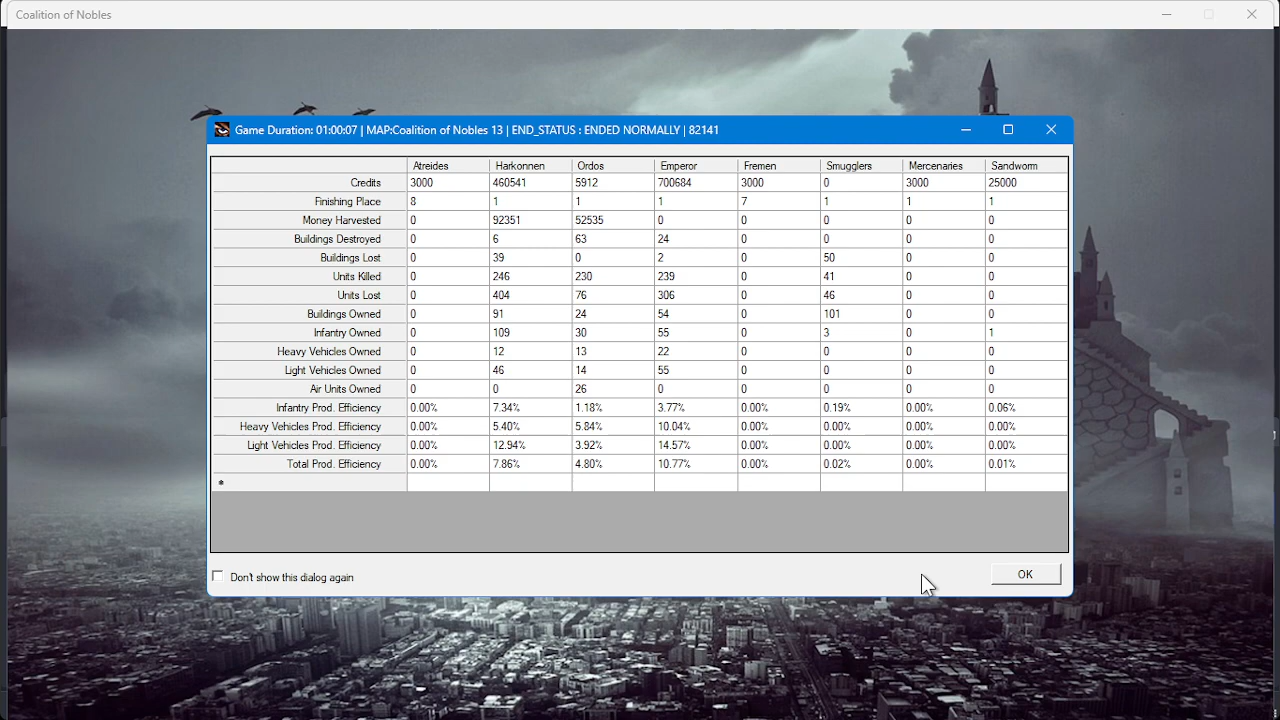 Coalition of Nobles
Game Duration: 01:00:07 | MAP:Coalition of Nobles 13 | END_STATUS : ENDED NORMALLY | 82141
Atreides Harkonnen Ordos Emperor Fremen Smugglers Mercenaries Sandworm
Credits 3000 460541 5912 700684 3000 0 3000 25000
Finishing Place 8 1 1 1 7 1 1 1
Money Harvested 0 92351 52535 0 0 0 0 0
Buildings Destroyed 0 6 63 24 0 0 0 0
Buildings Lost 0 39 0 2 0 50 0 0
Units Killed 0 246 230 239 0 41 0 0
Units Lost 0 404 76 306 0 46 0 0
Buildings Owned 0 91 24 54 0 101 0 0
Infantry Owned 0 109 30 55 0 3 0 1
Heavy Vehicles Owned 0 12 13 22 0 0 0 0
Light Vehicles Owned 0 46 14 55 0 0 0 0
Air Units Owned 0 0 26 0 0 0 0 0
Infantry Prod. Efficiency 0.00% 7.34% 1.18% 3.77% 0.00% 0.19% 0.00% 0.06%
Heavy Vehicles Prod. Efficiency 0.00% 5.40% 5.84% 10.04% 0.00% 0.00% 0.00% 0.00%
Light Vehicles Prod. Efficiency 0.00% 12.94% 3.92% 14.57% 0.00% 0.00% 0.00% 0.00%
Total Prod. Efficiency 0.00% 7.86% 4.80% 10.77% 0.00% 0.02% 0.00% 0.01%
*
Don't show this dialog again
OK